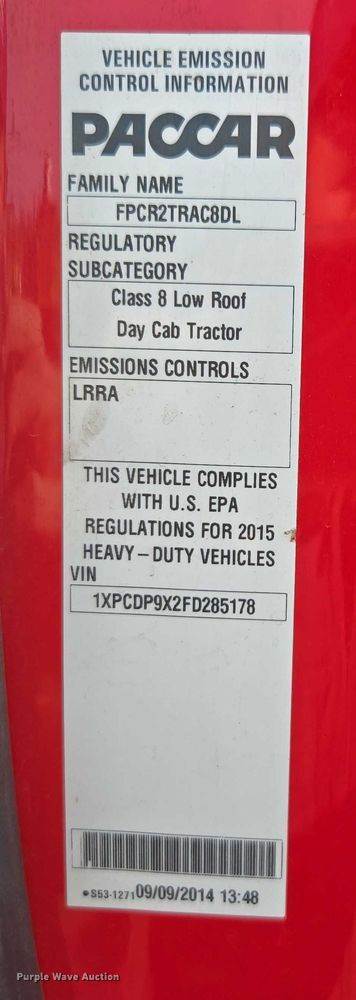 VEHICLE EMISSION
CONTROL INFORMATION
PACCAR
FAMILY NAME
FPCR2TRAC8DL
REGULATORY
SUBCATEGORY
Class 8 Low Roof
Day Cab Tractor
EMISSIONS CONTROLS
LRRA
THIS VEHICLE COMPLIES
WITH U.S. EPA
REGULATIONS FOR 2015
HEAVY-DUTY VEHICLES
VIN
1XPCDP9X2FD285178
•S53-1271 09/09/2014 13:48
Purple Wave Auction